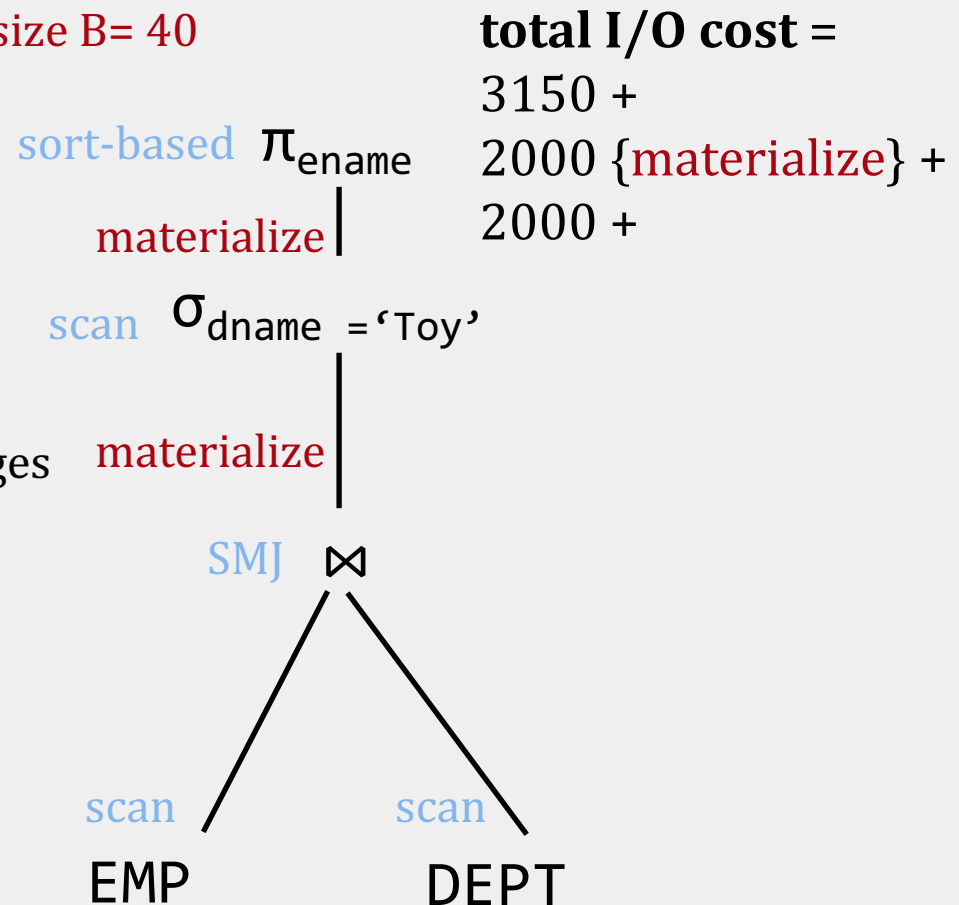 size B= 40
total I/O cost =
3150 +
2000 {materialize} +
2000 +
sort-based πename
materialize
scan σdname =‘Toy’
materialize
SMJ ⋈
scan scan
EMP DEPT